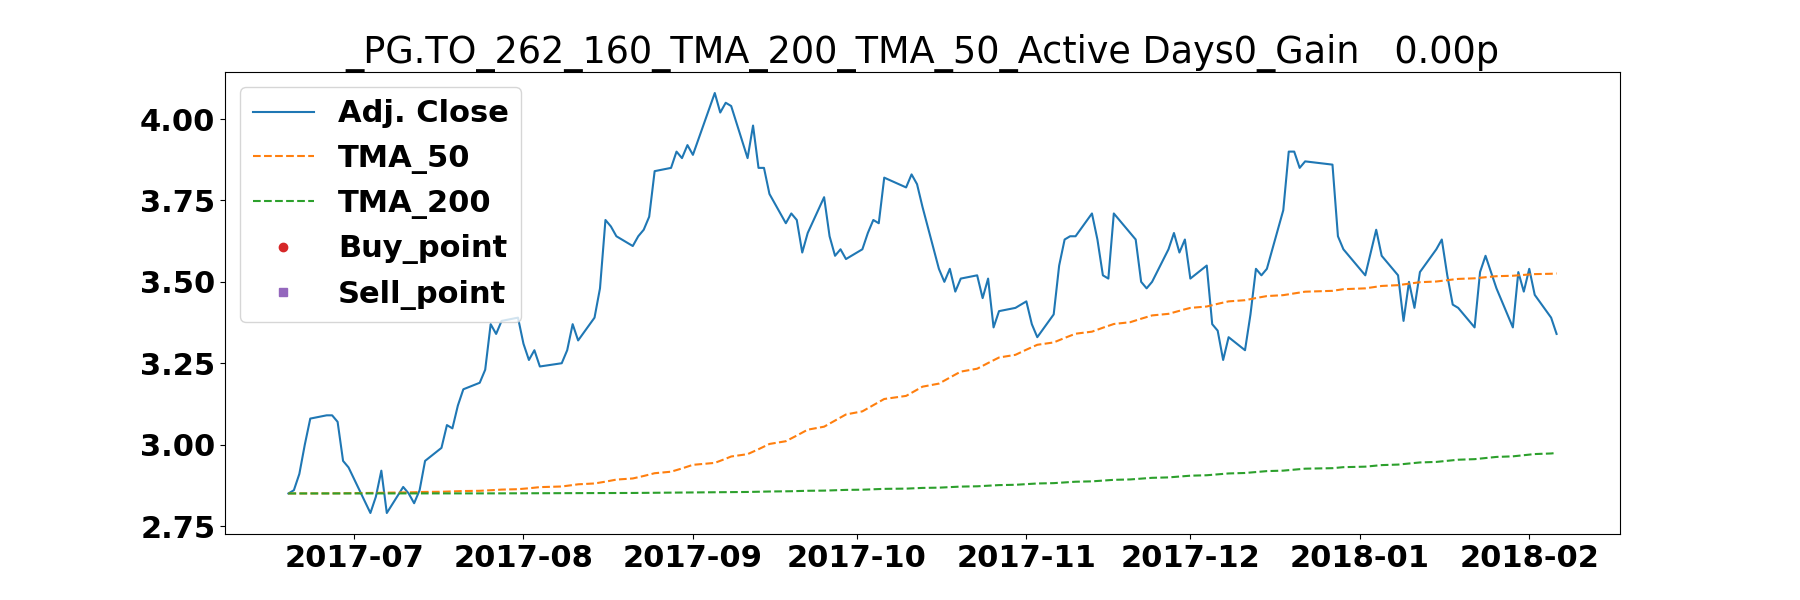 _PG.TO_262_160_TMA_200_TMA_50_Active Days0_Gain   0.00p
Adj. Close
TMA_50
TMA_200
Buy_point
Sell_point
4.00
3.75
3.50
3.25
3.00
2.75
2017-07 2017-08 2017-09 2017-10 2017-11 2017-12 2018-01 2018-02